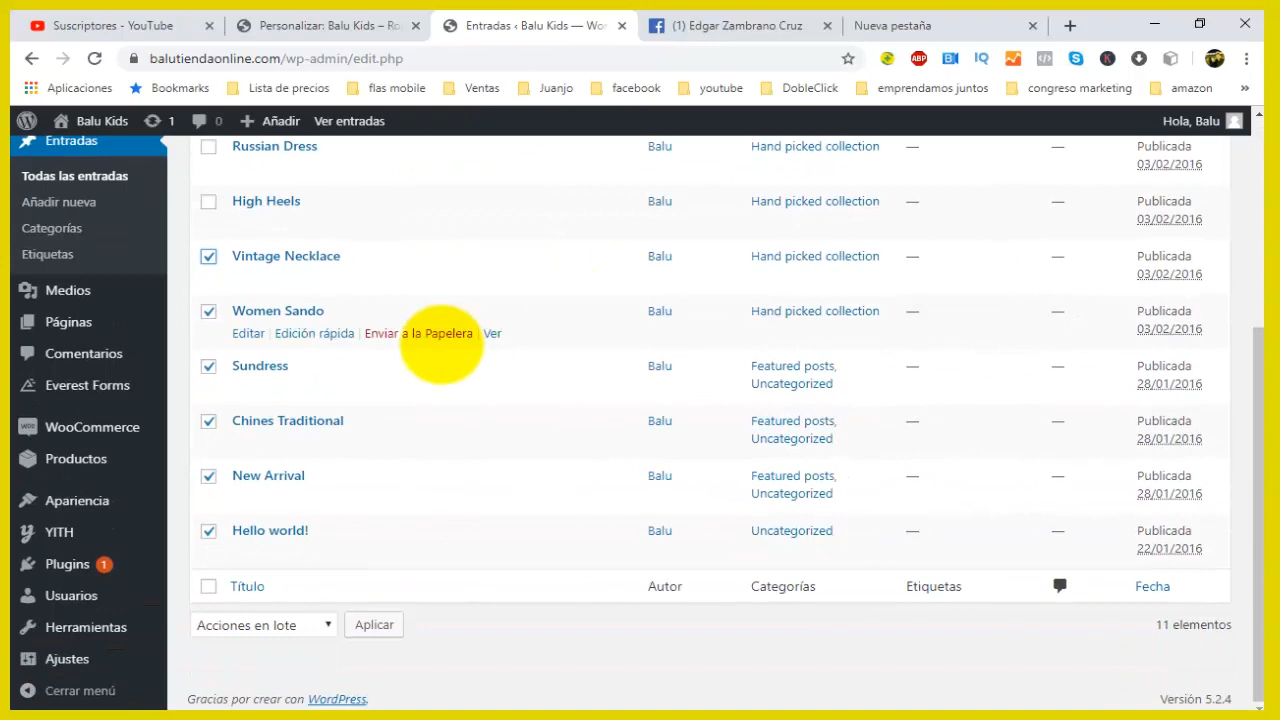 Suscriptores - YouTube
Personalizar: Balu Kids – Ro
Entradas ‹ Balu Kids — Wo
(1) Edgar Zambrano Cruz
Nueva pestaña
balutiendaonline.com/wp-admin/edit.php
Aplicaciones
Bookmarks
Lista de precios
flas mobile
Ventas
Juanjo
facebook
youtube
DobleClick
emprendamos juntos
congreso marketing
amazon
»
Balu Kids
1
0
Añadir
Ver entradas
Hola, Balu
Entradas
Todas las entradas
Añadir nueva
Categorías
Etiquetas
Medios
Páginas
Comentarios
Everest Forms
WooCommerce
Productos
Apariencia
YITH
Plugins 1
Usuarios
Herramientas
Ajustes
Cerrar menú
Russian Dress Balu Hand picked collection — — Publicada
03/02/2016
High Heels Balu Hand picked collection — — Publicada
03/02/2016
Vintage Necklace Balu Hand picked collection — — Publicada
03/02/2016
Women Sando Balu Hand picked collection — — Publicada
Editar | Edición rápida | Enviar a la Papelera | Ver 03/02/2016
Sundress Balu Featured posts, — — Publicada
Uncategorized 28/01/2016
Chines Traditional Balu Featured posts, — — Publicada
Uncategorized 28/01/2016
New Arrival Balu Featured posts, — — Publicada
Uncategorized 28/01/2016
Hello world! Balu Uncategorized — — Publicada
22/01/2016
Título Autor Categorías Etiquetas Fecha
Acciones en lote
Aplicar
11 elementos
Gracias por crear con WordPress.
Versión 5.2.4